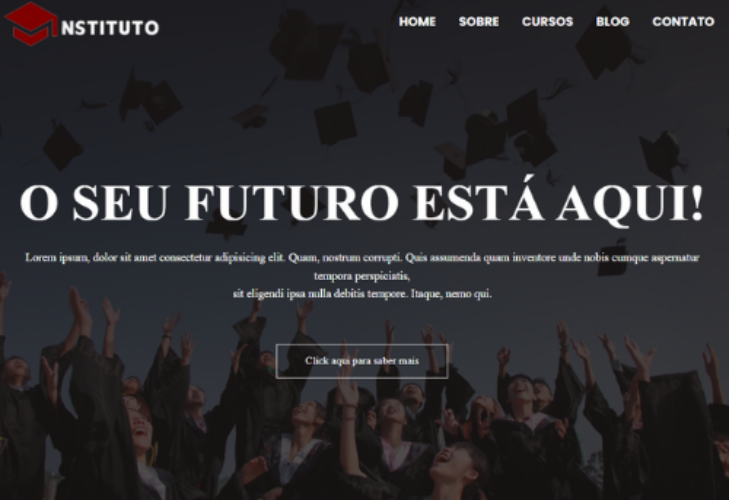 NSTITUTO
HOME SOBRE CURSOS BLOG CONTATO
O SEU FUTURO ESTÁ AQUI!
Lorem ipsum, dolor sit amet consectetur adipisicing elit. Quam, nostrum corrupti. Quis assumenda quam inventore unde nobis cumque aspernatur
tempora perspiciatis,
sit eligendi ipsa nulla debitis tempore. Itaque, nemo qui.
Click aqui para saber mais